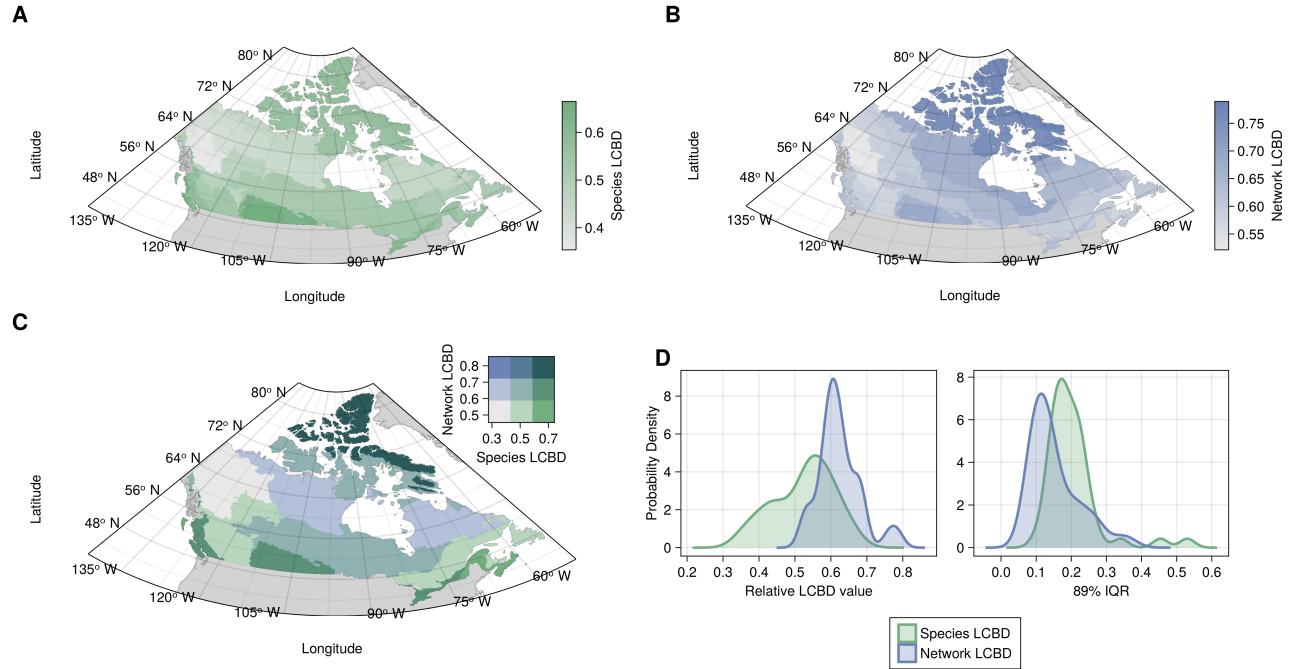 A
80° N
72° N
64° N
56° N
48° N
135° W
120° W
105° W
90° W
75° W
60° W
Latitude
Longitude
0.6
0.5
0.4
Species LCBD
B
80° N
72° N
64° N
56° N
48° N
135° W
120° W
105° W
90° W
75° W
60° W
Latitude
Longitude
0.75
0.70
0.65
0.60
0.55
Network LCBD
C
80° N
72° N
64° N
56° N
48° N
135° W
120° W
105° W
90° W
75° W
60° W
Latitude
Longitude
Network LCBD
0.8
0.7
0.6
0.5
0.3 0.5 0.7
Species LCBD
D
Probability Density
8
6
4
2
0
0.2 0.3 0.4 0.5 0.6 0.7 0.8
Relative LCBD value
8
6
4
2
0
0.0 0.1 0.2 0.3 0.4 0.5 0.6
89% IQR
Species LCBD
Network LCBD